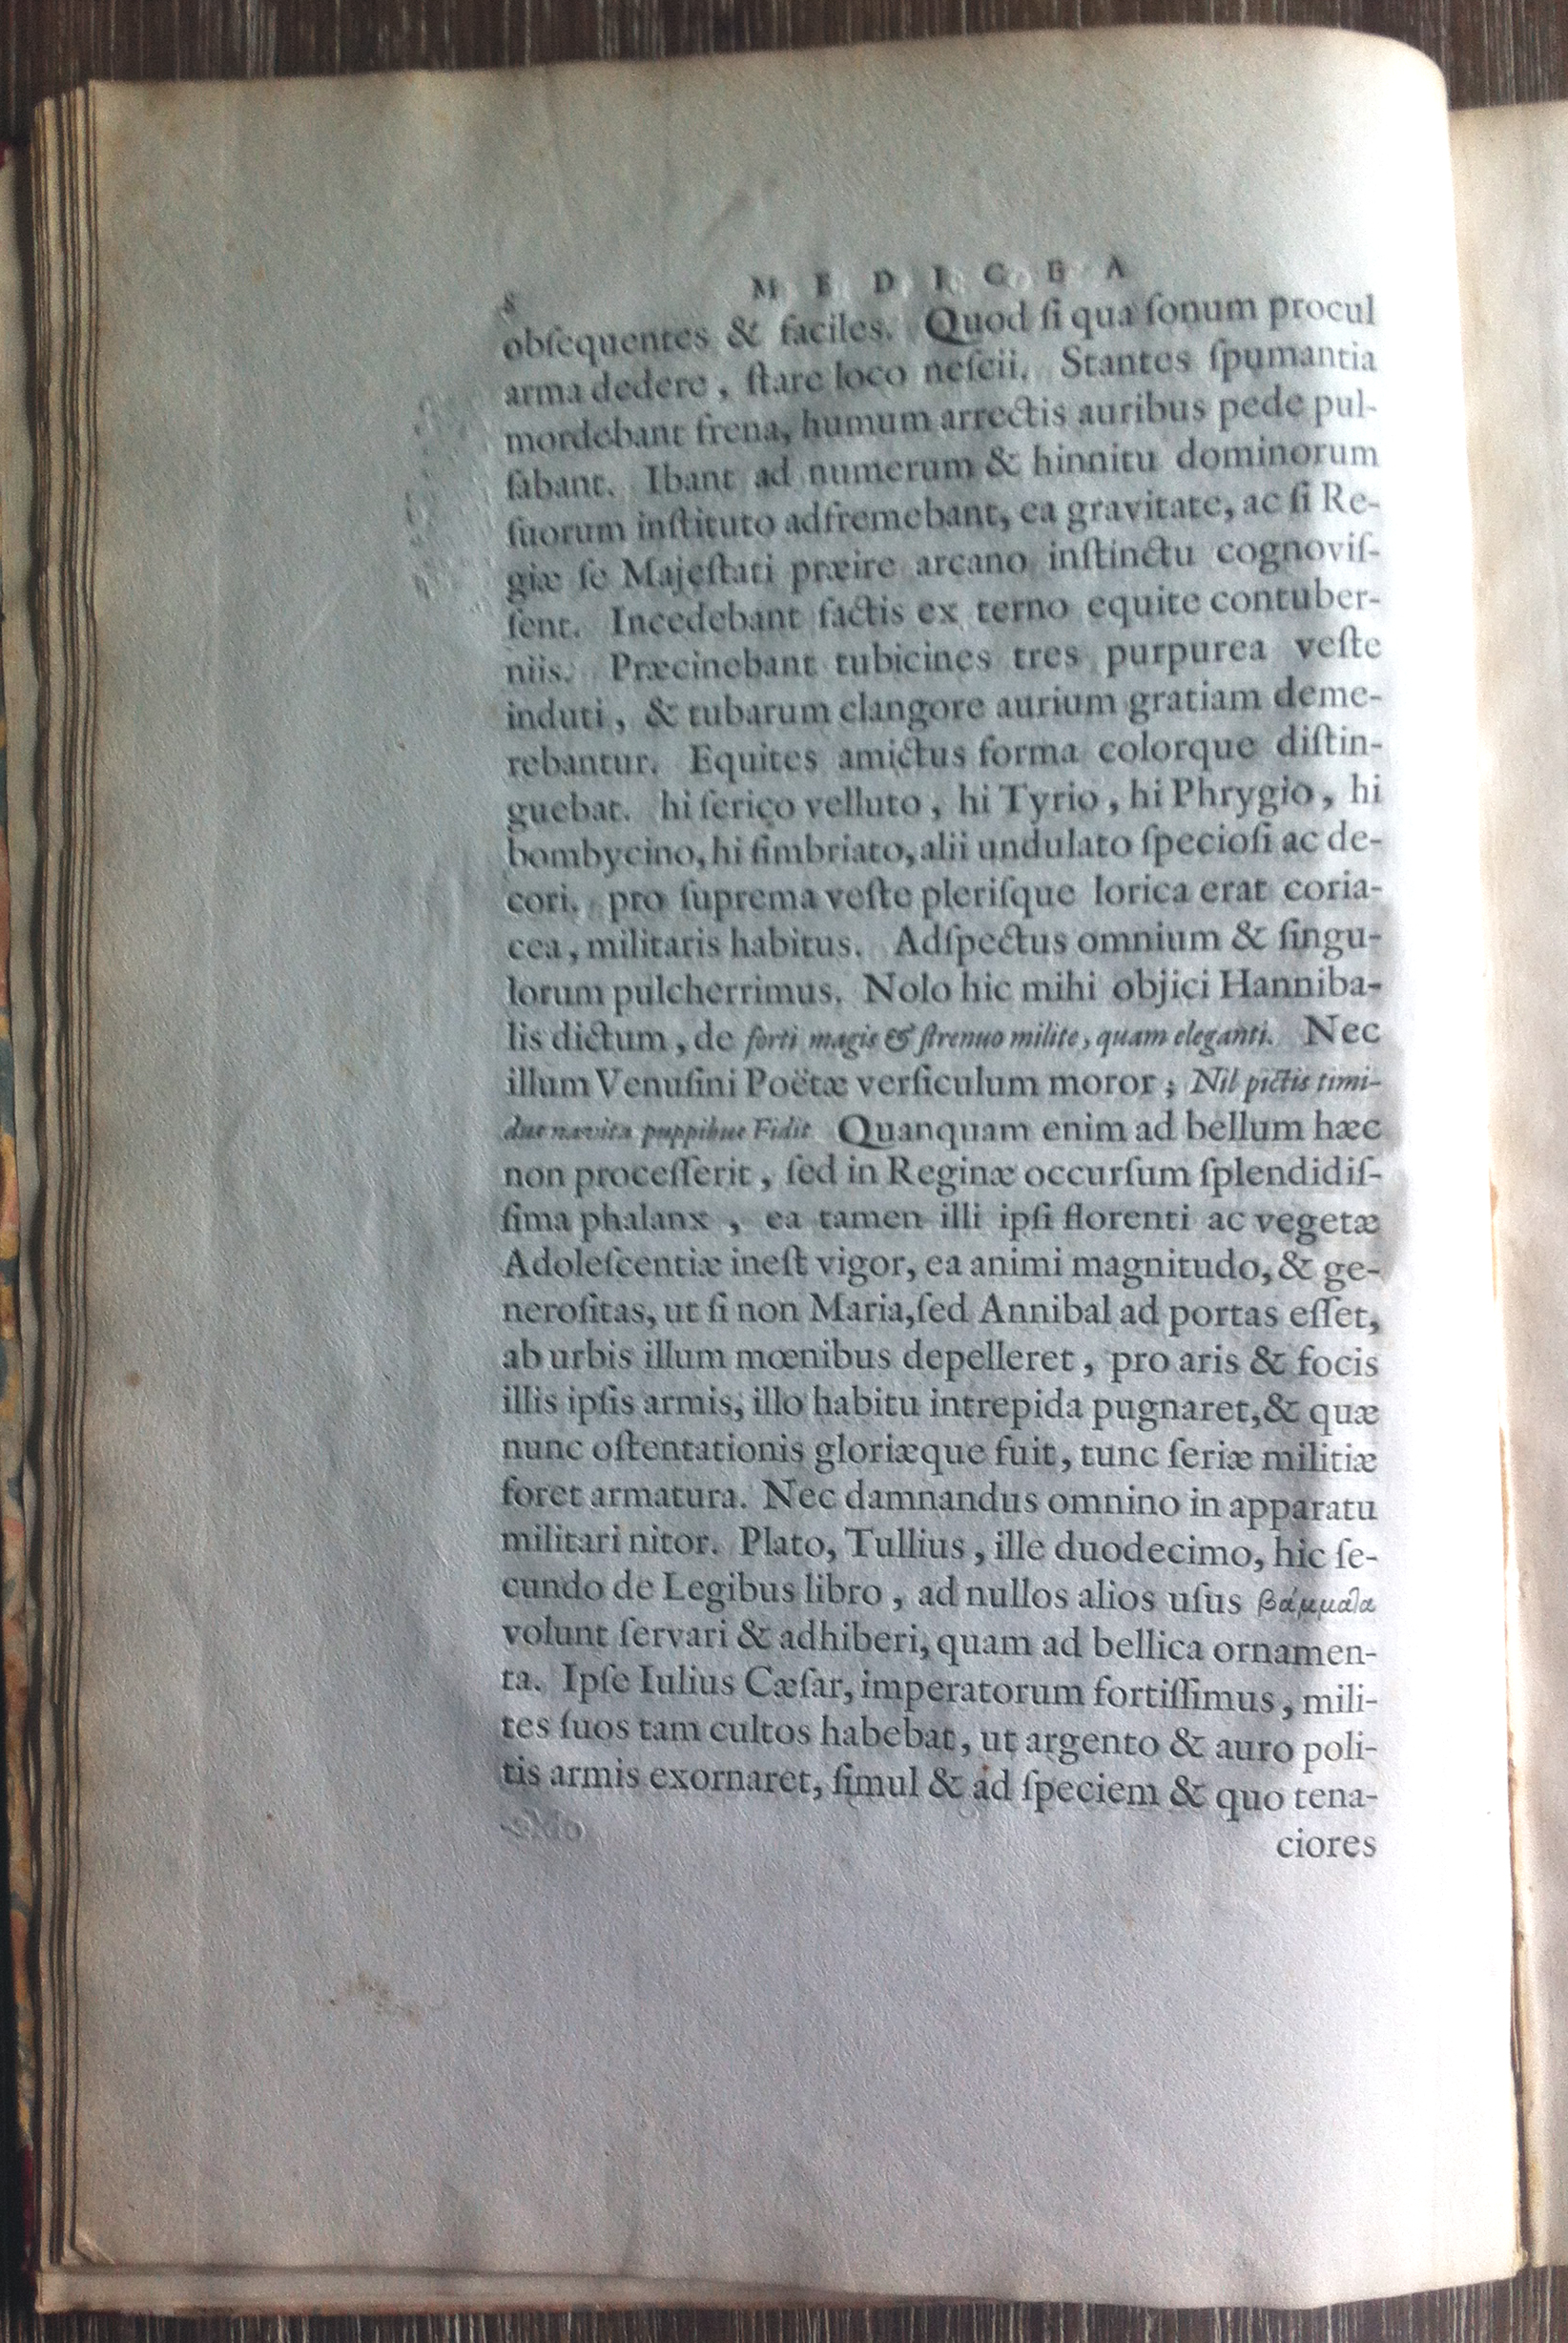 8 MEDICEA
obſequentes & faciles. Quod ſi qua ſonum procul
arma dedere, ſtare loco neſcii. Stantes ſpumantia
mordebant frena, humum arrectis auribus pede pul-
ſabant. Ibant ad numerum & hinnitu dominorum
ſuorum inſtituto adfremebant, ea gravitate, ac ſi Re-
giæ ſe Majeſtati præire arcano inſtinctu cognoviſ-
ſent. Incedebant factis ex terno equite contuber-
niis. Præcinebant tubicines tres purpurea veſte
induti, & tubarum clangore aurium gratiam deme-
rebantur. Equites amictus forma colorque diſtin-
guebat. hi ſerico velluto, hi Tyrio, hi Phrygio, hi
bombycino, hi fimbriato, alii undulato ſpecioſi ac de-
cori. pro ſuprema veſte pleriſque lorica erat coria-
cea, militaris habitus. Adſpectus omnium & ſingu-
lorum pulcherrimus. Nolo hic mihi objici Hanniba-
lis dictum, de forti magis & ſtrenuo milite, quam eleganti. Nec
illum Venuſini Poëtæ verſiculum moror; Nil pictis timi-
dus navita puppibus Fidit Quanquam enim ad bellum hæc
non proceſſerit, ſed in Reginæ occurſum ſplendidiſ-
ſima phalanx, ea tamen illi ipſi florenti ac vegetæ
Adoleſcentiæ ineſt vigor, ea animi magnitudo, & ge-
neroſitas, ut ſi non Maria, ſed Annibal ad portas eſſet,
ab urbis illum mœnibus depelleret, pro aris & focis
illis ipſis armis, illo habitu intrepida pugnaret, & quæ
nunc oſtentationis gloriæque fuit, tunc ſeriæ militiæ
foret armatura. Nec damnandus omnino in apparatu
militari nitor. Plato, Tullius, ille duodecimo, hic ſe-
cundo de Legibus libro, ad nullos alios uſus βάμματα
volunt ſervari & adhiberi, quam ad bellica ornamen-
ta. Ipſe Iulius Cæſar, imperatorum fortiſſimus, mili-
tes ſuos tam cultos habebat, ut argento & auro poli-
tis armis exornaret, ſimul & ad ſpeciem & quo tena-
ciores